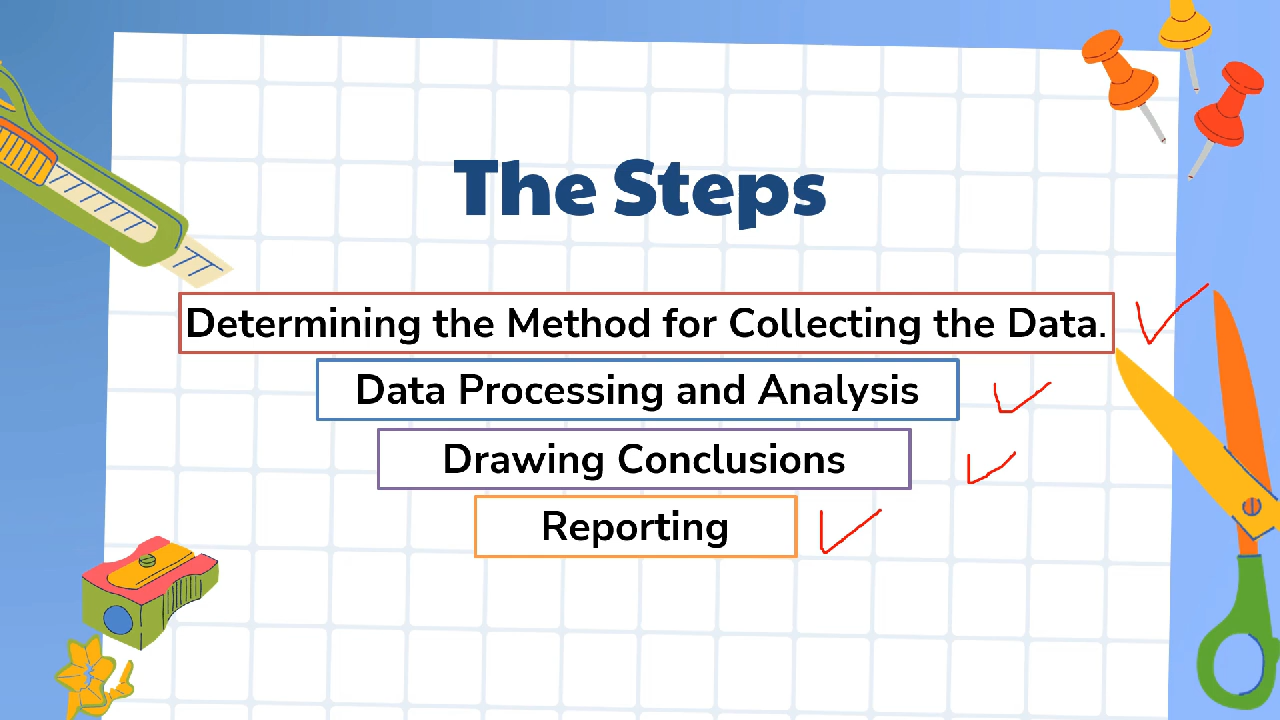 The Steps
Determining the Method for Collecting the Data.
Data Processing and Analysis
Drawing Conclusions
Reporting